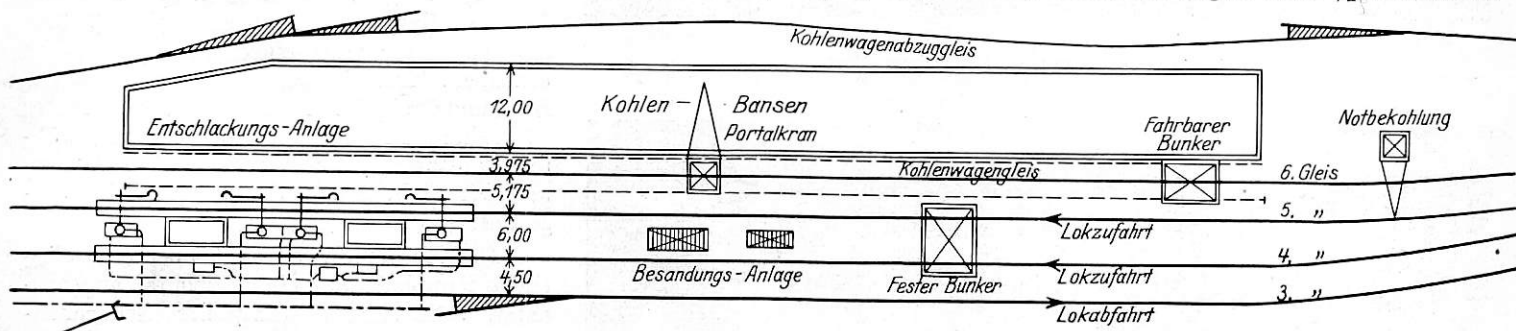 Kohlenwagenabzuggleis
12,00
Kohlen — Bansen
Portalkran
Entschlackungs-Anlage
Fahrbarer
Bunker
Notbekohlung
3,975
Kohlenwagengleis
6. Gleis
5,175
5. "
Lokzufahrt
6,00
4. "
Besandungs-Anlage
Fester Bunker
Lokzufahrt
4,50
3. "
Lokabfahrt